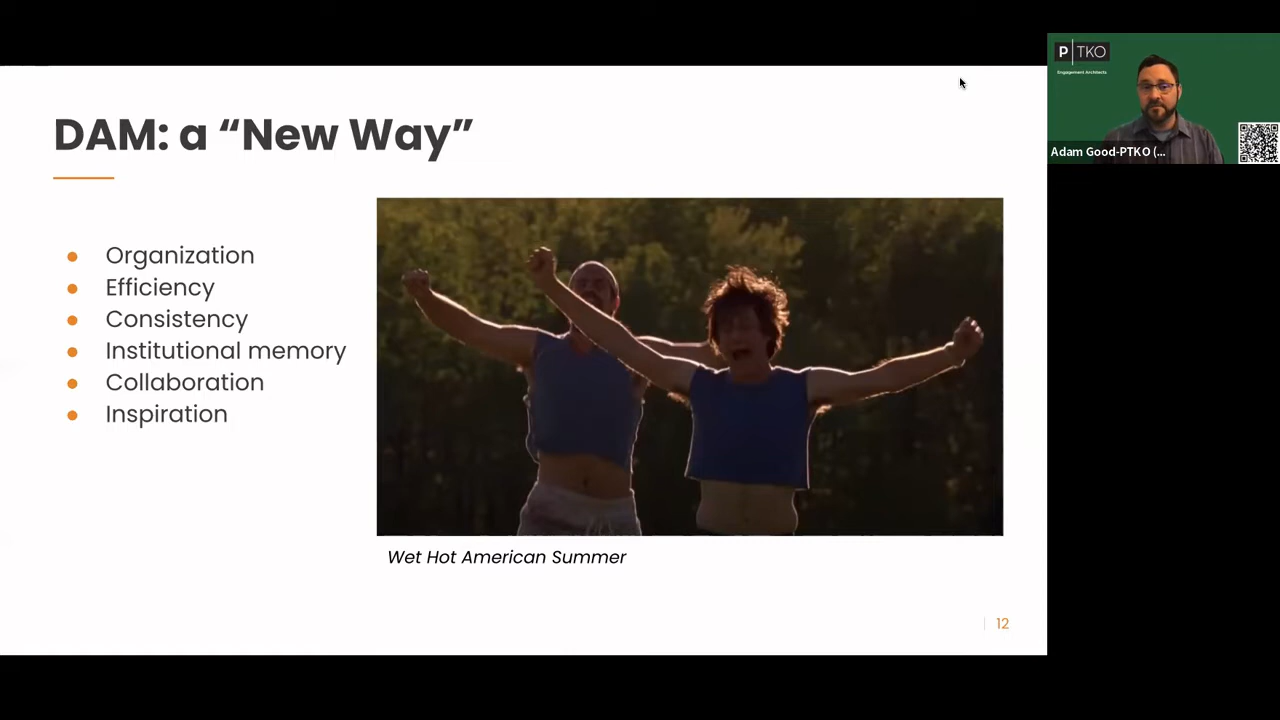 DAM: a “New Way”
Organization
Efficiency
Consistency
Institutional memory
Collaboration
Inspiration
Wet Hot American Summer
12
P|TKO
Engagement Architects
Adam Good-PTKO (...